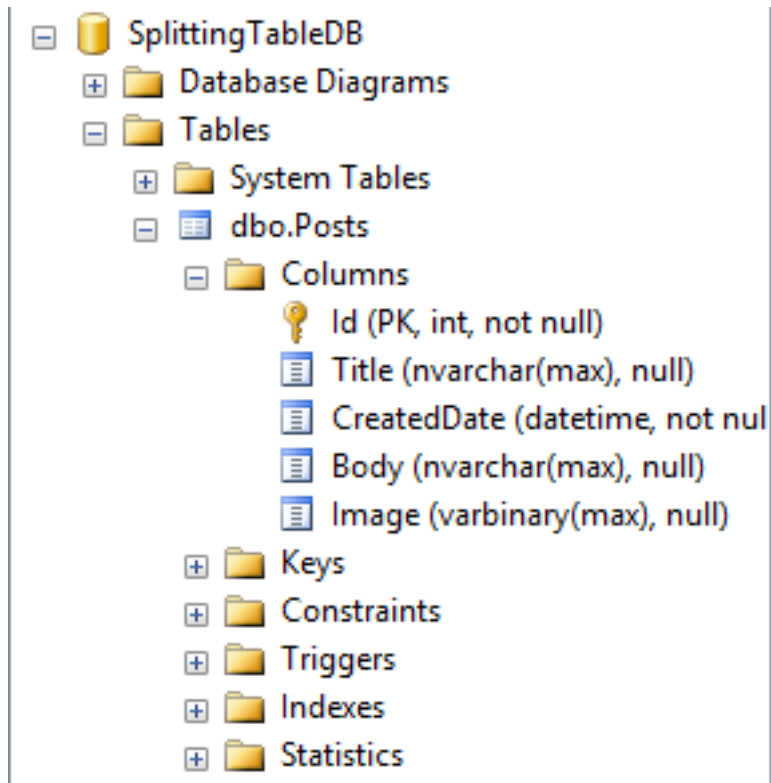 SplittingTableDB
Database Diagrams
Tables
System Tables
dbo.Posts
Columns
Id (PK, int, not null)
Title (nvarchar(max), null)
CreatedDate (datetime, not nul
Body (nvarchar(max), null)
Image (varbinary(max), null)
Keys
Constraints
Triggers
Indexes
Statistics